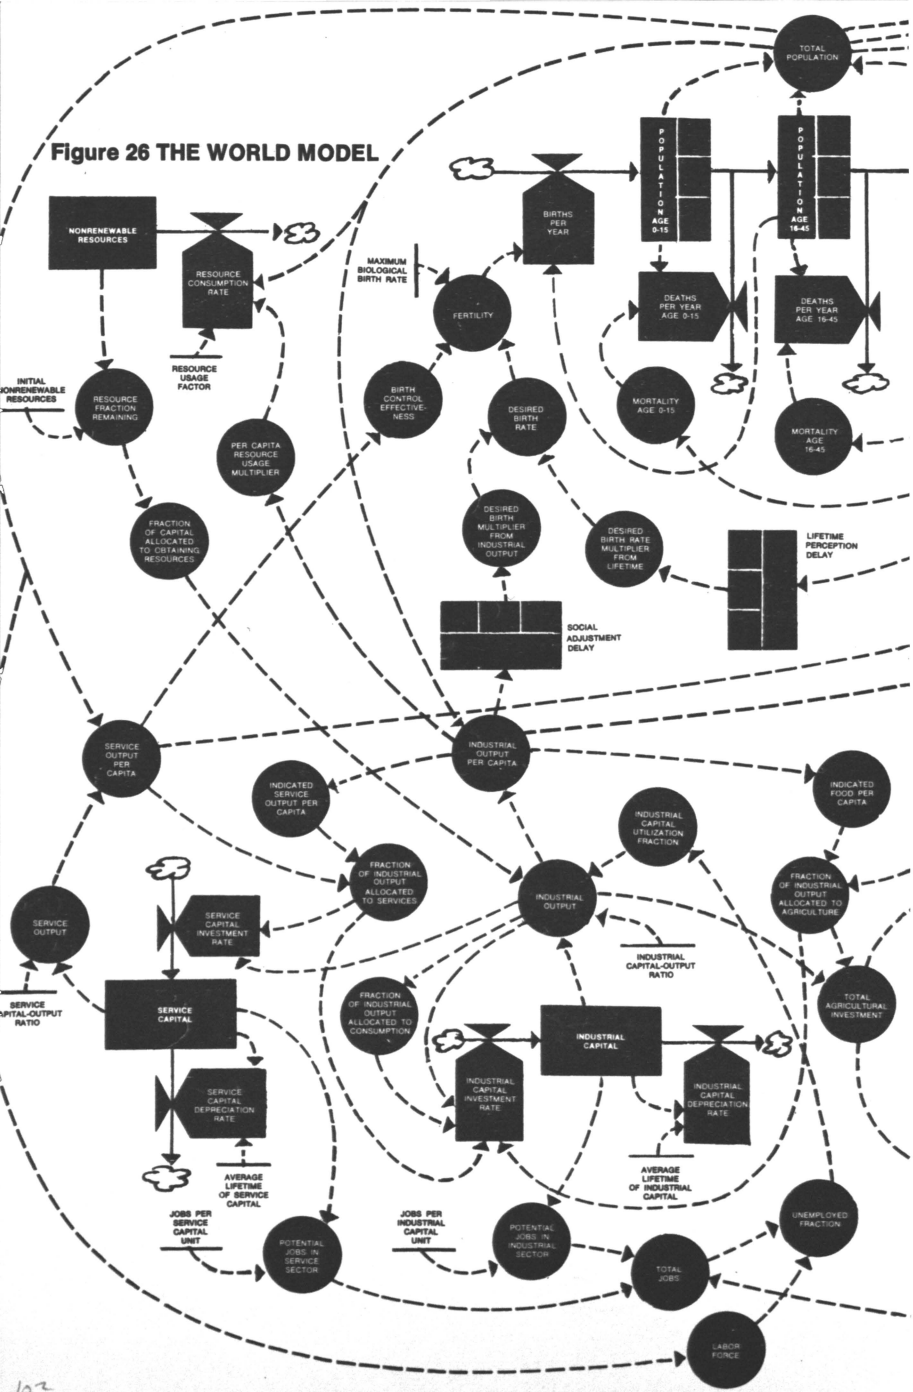 TOTAL
POPULATION
Figure 26 THE WORLD MODEL
POPULATION
AGE
0-15
POPULATION
AGE
16-45
NONRENEWABLE
RESOURCES
BIRTHS
PER
YEAR
RESOURCE
CONSUMPTION
RATE
MAXIMUM
BIOLOGICAL
BIRTH RATE
DEATHS
PER YEAR
AGE 0-15
DEATHS
PER YEAR
AGE 16-45
FERTILITY
RESOURCE
USAGE
FACTOR
INITIAL
NONRENEWABLE
RESOURCES
RESOURCE
FRACTION
REMAINING
BIRTH
CONTROL
EFFECTIVE-
NESS
DESIRED
BIRTH
RATE
MORTALITY
AGE 0-15
MORTALITY
AGE
16-45
PER CAPITA
RESOURCE
USAGE
MULTIPLIER
FRACTION
OF CAPITAL
ALLOCATED
TO OBTAINING
RESOURCES
DESIRED
BIRTH
MULTIPLIER
FROM
INDUSTRIAL
OUTPUT
DESIRED
BIRTH RATE
MULTIPLIER
FROM
LIFETIME
LIFETIME
PERCEPTION
DELAY
SOCIAL
ADJUSTMENT
DELAY
SERVICE
OUTPUT
PER
CAPITA
INDUSTRIAL
OUTPUT
PER CAPITA
INDICATED
SERVICE
OUTPUT PER
CAPITA
INDICATED
FOOD PER
CAPITA
INDUSTRIAL
CAPITAL
UTILIZATION
FRACTION
FRACTION
OF INDUSTRIAL
OUTPUT
ALLOCATED
TO SERVICES
INDUSTRIAL
OUTPUT
FRACTION
OF INDUSTRIAL
OUTPUT
ALLOCATED TO
AGRICULTURE
SERVICE
OUTPUT
SERVICE
CAPITAL
INVESTMENT
RATE
INDUSTRIAL
CAPITAL-OUTPUT
RATIO
SERVICE
CAPITAL-OUTPUT
RATIO
SERVICE
CAPITAL
FRACTION
OF INDUSTRIAL
OUTPUT
ALLOCATED TO
CONSUMPTION
TOTAL
AGRICULTURAL
INVESTMENT
INDUSTRIAL
CAPITAL
SERVICE
CAPITAL
DEPRECIATION
RATE
INDUSTRIAL
CAPITAL
INVESTMENT
RATE
INDUSTRIAL
CAPITAL
DEPRECIATION
RATE
AVERAGE
LIFETIME
OF SERVICE
CAPITAL
AVERAGE
LIFETIME
OF INDUSTRIAL
CAPITAL
JOBS PER
SERVICE
CAPITAL
UNIT
JOBS PER
INDUSTRIAL
CAPITAL
UNIT
POTENTIAL
JOBS IN
SERVICE
SECTOR
POTENTIAL
JOBS IN
INDUSTRIAL
SECTOR
UNEMPLOYED
FRACTION
TOTAL
JOBS
LABOR
FORCE